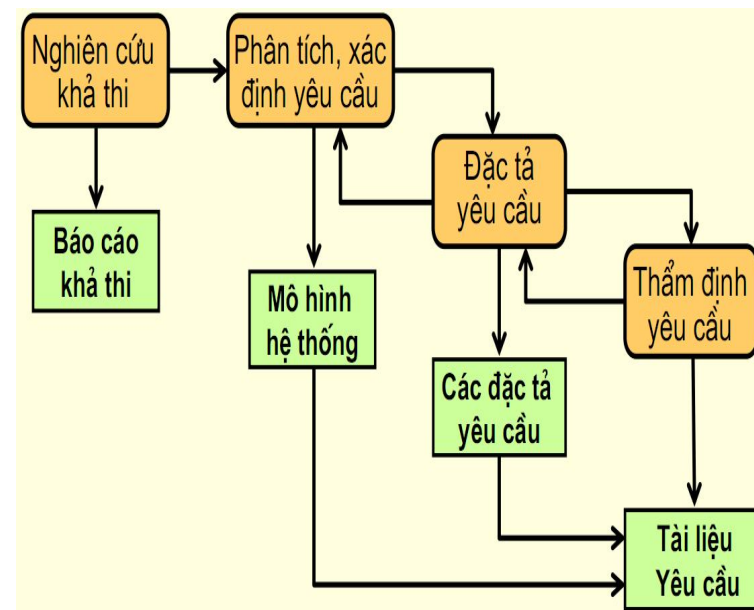 Nghiên cứu
khả thi
Phân tích, xác
định yêu cầu
Đặc tả
yêu cầu
Thẩm định
yêu cầu
Báo cáo
khả thi
Mô hình
hệ thống
Các đặc tả
yêu cầu
Tài liệu
Yêu cầu